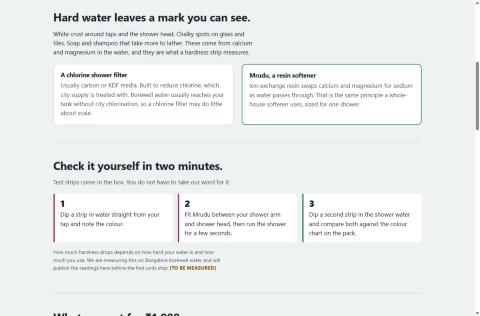 Hard water leaves a mark you can see.
White crust around taps and the shower head. Chalky spots on glass and
tiles. Soap and shampoo that take more to lather. These come from calcium
and magnesium in the water, and they are what a hardness strip measures.
A chlorine shower filter
Usually carbon or KDF media. Built to reduce chlorine, which
city supply is treated with. Borewell water usually reaches your
tank without city chlorination, so a chlorine filter may do little
about scale.
Mrudu, a resin softener
Ion-exchange resin swaps calcium and magnesium for sodium
as water passes through. That is the same principle a whole-
house softener uses, sized for one shower.
Check it yourself in two minutes.
Test strips come in the box. You do not have to take our word for it.
1
Dip a strip in water straight from your
tap and note the colour.
2
Fit Mrudu between your shower arm
and shower head, then run the shower
for a few seconds.
3
Dip a second strip in the shower water
and compare both against the colour
chart on the pack.
How much hardness drops depends on how hard your water is and how
much you use. We are measuring this on Bangalore borewell water and will
publish the readings here before the first units ship: [TO BE MEASURED]